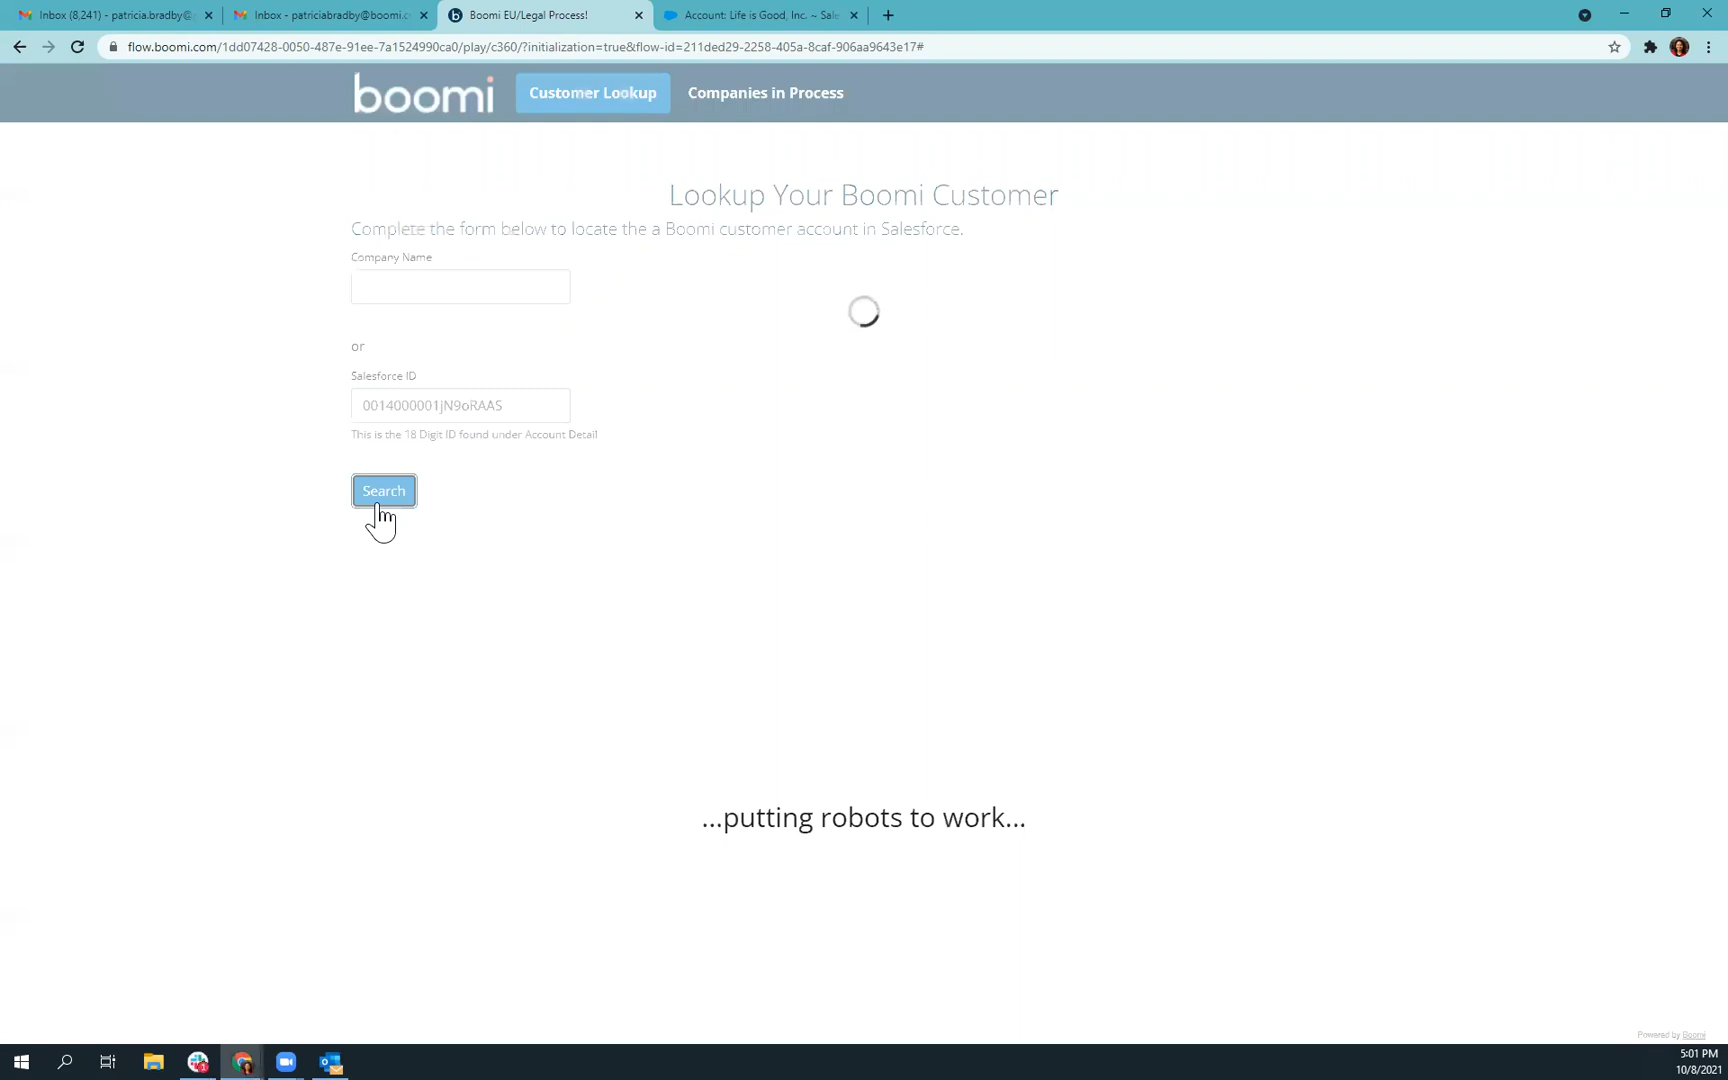 Inbox (8,241) - patricia.bradby@
Inbox - patriciabradby@boomi.c
Boomi EU/Legal Process!
Account: Life is Good, Inc. ~ Sale
flow.boomi.com/1dd07428-0050-487e-91ee-7a1524990ca0/play/c360/?initialization=true&flow-id=211ded29-2258-405a-8caf-906aa9643e17#
boomi
Customer Lookup
Companies in Process
Lookup Your Boomi Customer
Complete the form below to locate the a Boomi customer account in Salesforce.
Company Name
or
Salesforce ID
0014000001jN9oRAAS
This is the 18 Digit ID found under Account Detail
Search
...putting robots to work...
Powered by Boomi
5:01 PM
10/8/2021